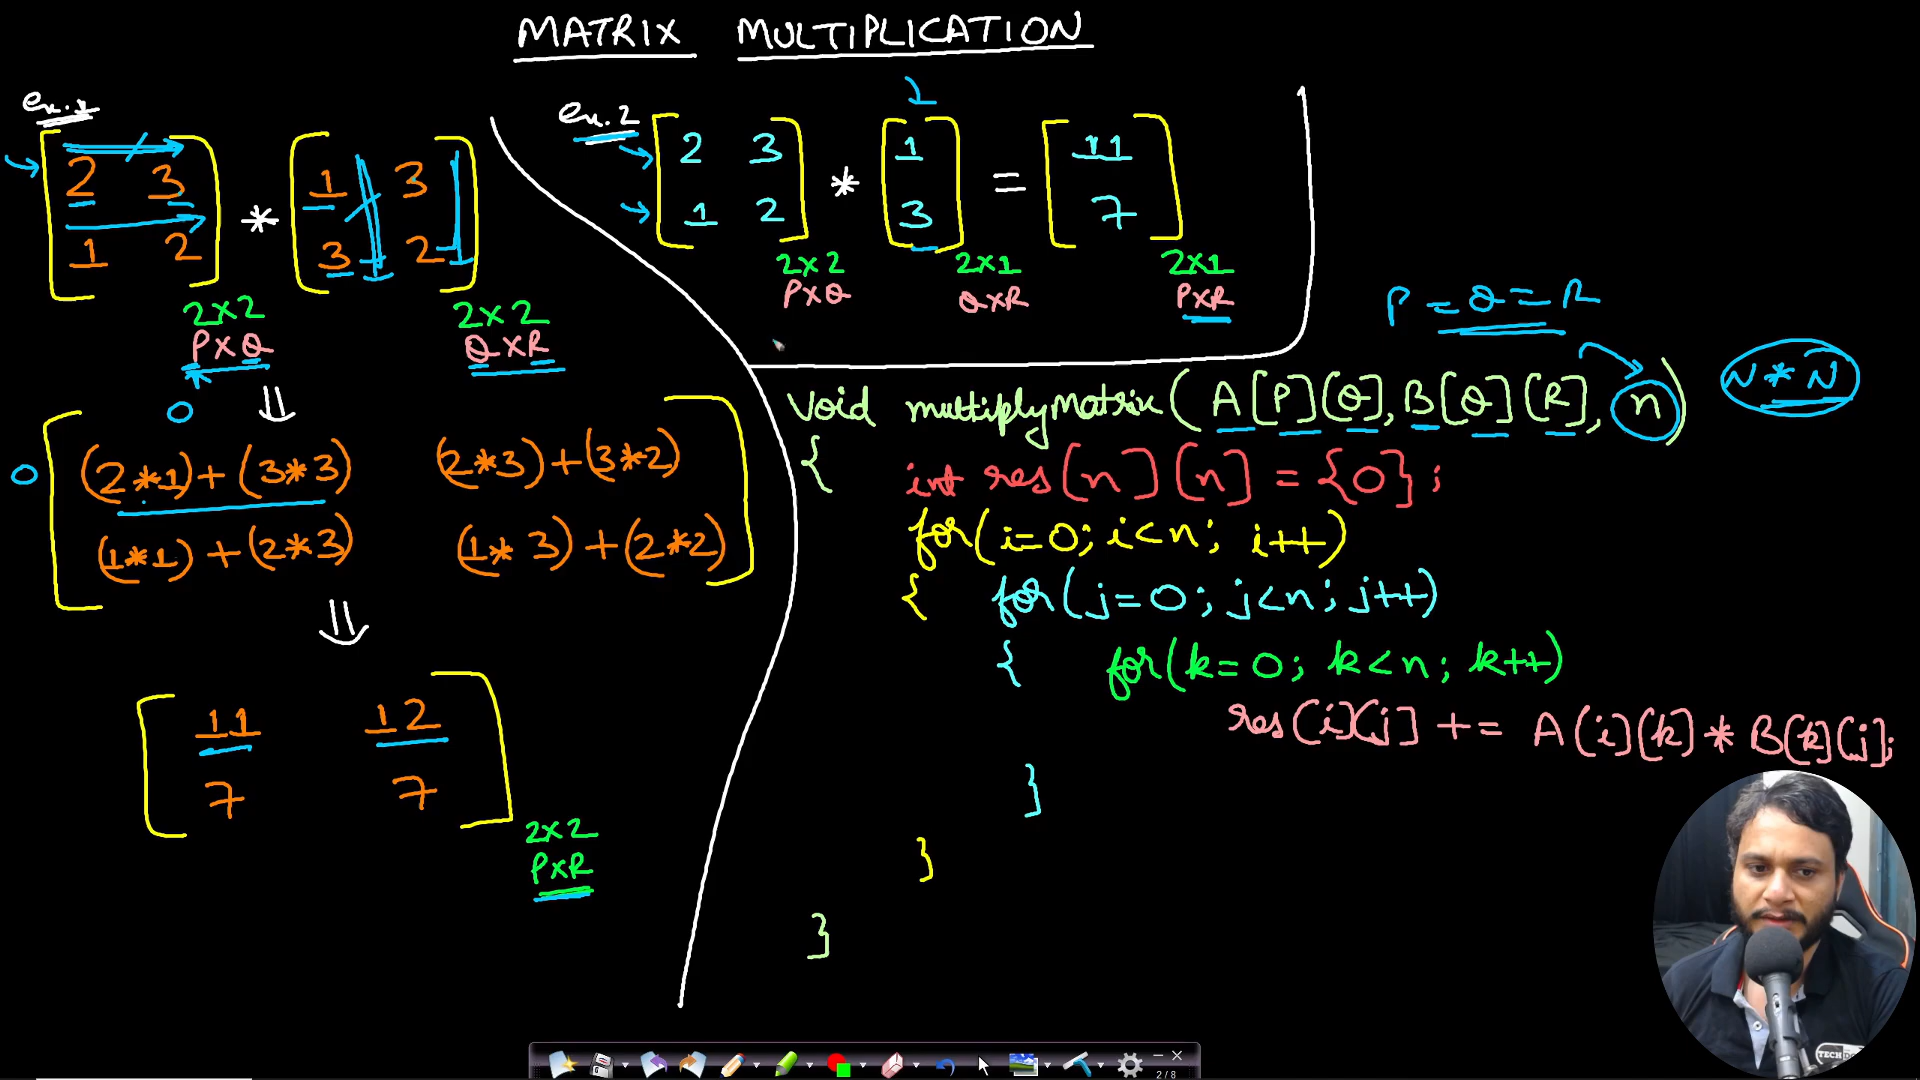 MATRIX MULTIPLICATION
ex.1
2 3
1 2
*
1 3
3 2
2x2
PxQ
2x2
QxR
0
0
(2*1)+(3*3) (2*3)+(3*2)
(1*1)+(2*3) (1*3)+(2*2)
11 12
7 7
2x2
PxR
ex.2
2 3
1 2
*
1
3
=
11
7
2x2
PxQ
2x1
QxR
2x1
PxR
P = Q = R
N * N
void multiplyMatrix(A[P][Q], B[Q][R], n)
{
int res[n][n] = {0};
for(i=0; i<n; i++)
{ for(j=0; j<n; j++)
{ for(k=0; k<n; k++)
res[i][j] += A[i][k] * B[k][j];
}
}
}
2/8